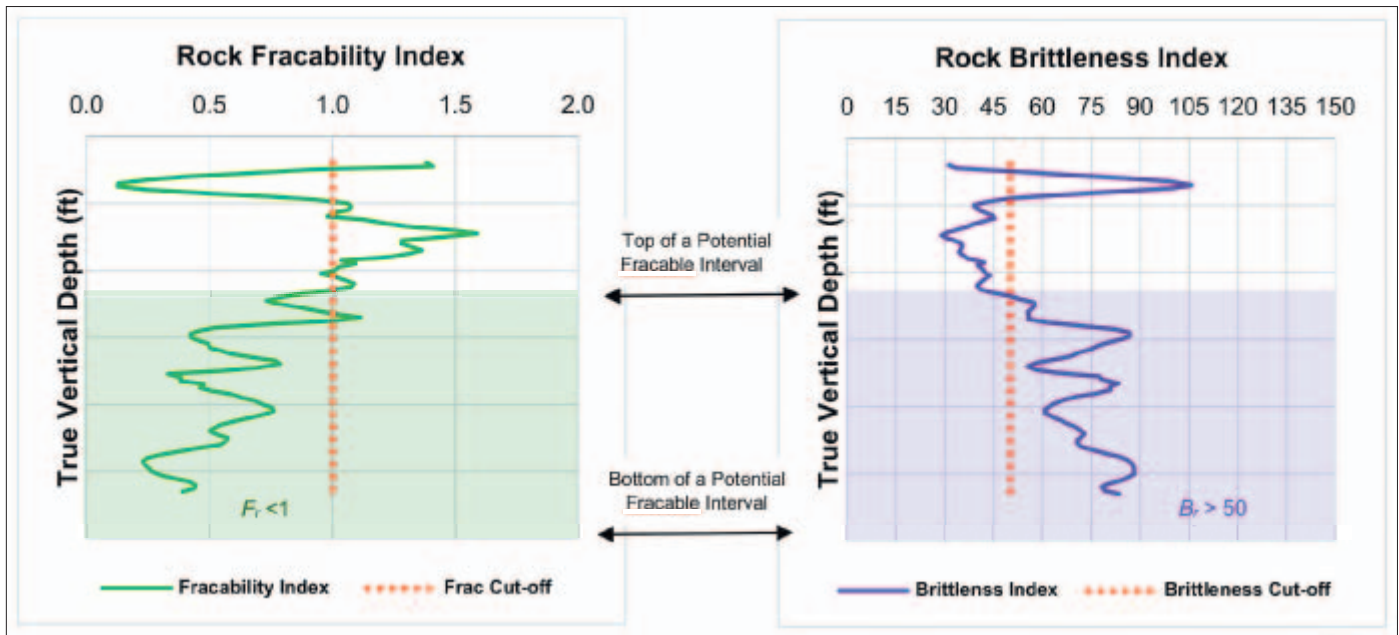 Rock Fracability Index
0.0 0.5 1.0 1.5 2.0
True Vertical Depth (ft)
F_r <1
Fracability Index Frac Cut-off
Top of a Potential
Fracable Interval
Bottom of a Potential
Fracable Interval
Rock Brittleness Index
0 15 30 45 60 75 90 105 120 135 150
True Vertical Depth (ft)
B_r > 50
Brittlenss Index Brittleness Cut-off